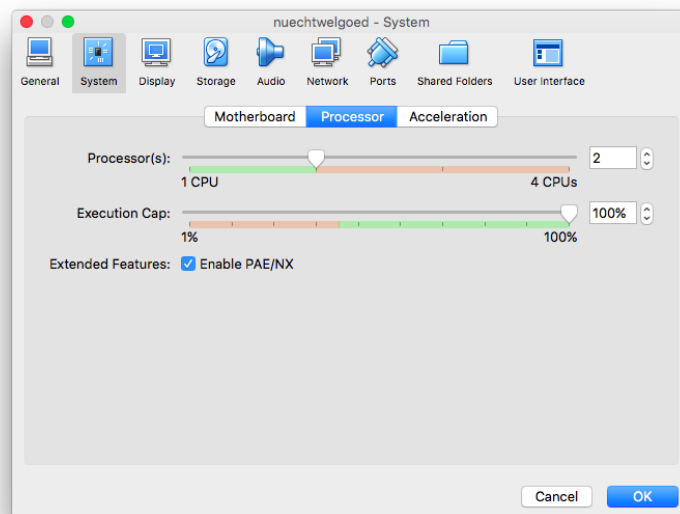 nuechtwelgoed - System
General System Display Storage Audio Network Ports Shared Folders User Interface
Motherboard Processor Acceleration
Processor(s): 2
1 CPU 4 CPUs
Execution Cap: 100%
1% 100%
Extended Features: Enable PAE/NX
Cancel OK